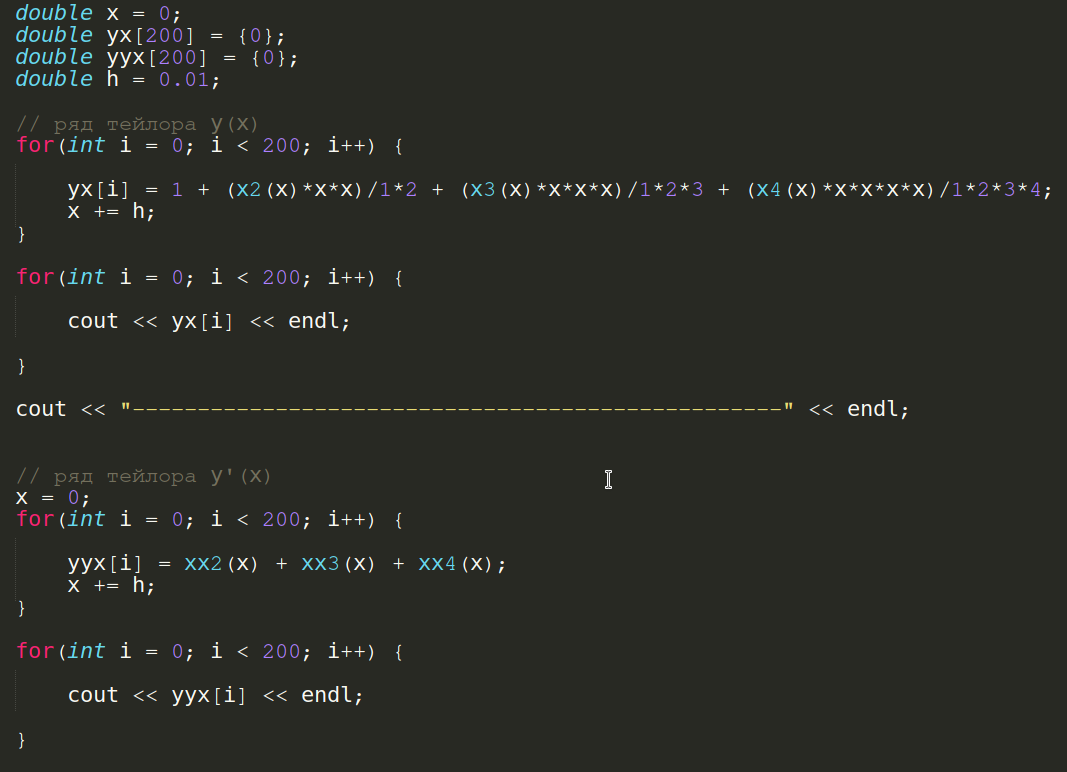 double x = 0;
double yx[200] = {0};
double yyx[200] = {0};
double h = 0.01;
// ряд тейлора y(x)
for(int i = 0; i < 200; i++) {
yx[i] = 1 + (x2(x)*x*x)/1*2 + (x3(x)*x*x*x)/1*2*3 + (x4(x)*x*x*x*x)/1*2*3*4;
x += h;
}
for(int i = 0; i < 200; i++) {
cout << yx[i] << endl;
}
cout << "--------------------------------------------------" << endl;
// ряд тейлора y'(x)
x = 0;
for(int i = 0; i < 200; i++) {
yyx[i] = xx2(x) + xx3(x) + xx4(x);
x += h;
}
for(int i = 0; i < 200; i++) {
cout << yyx[i] << endl;
}